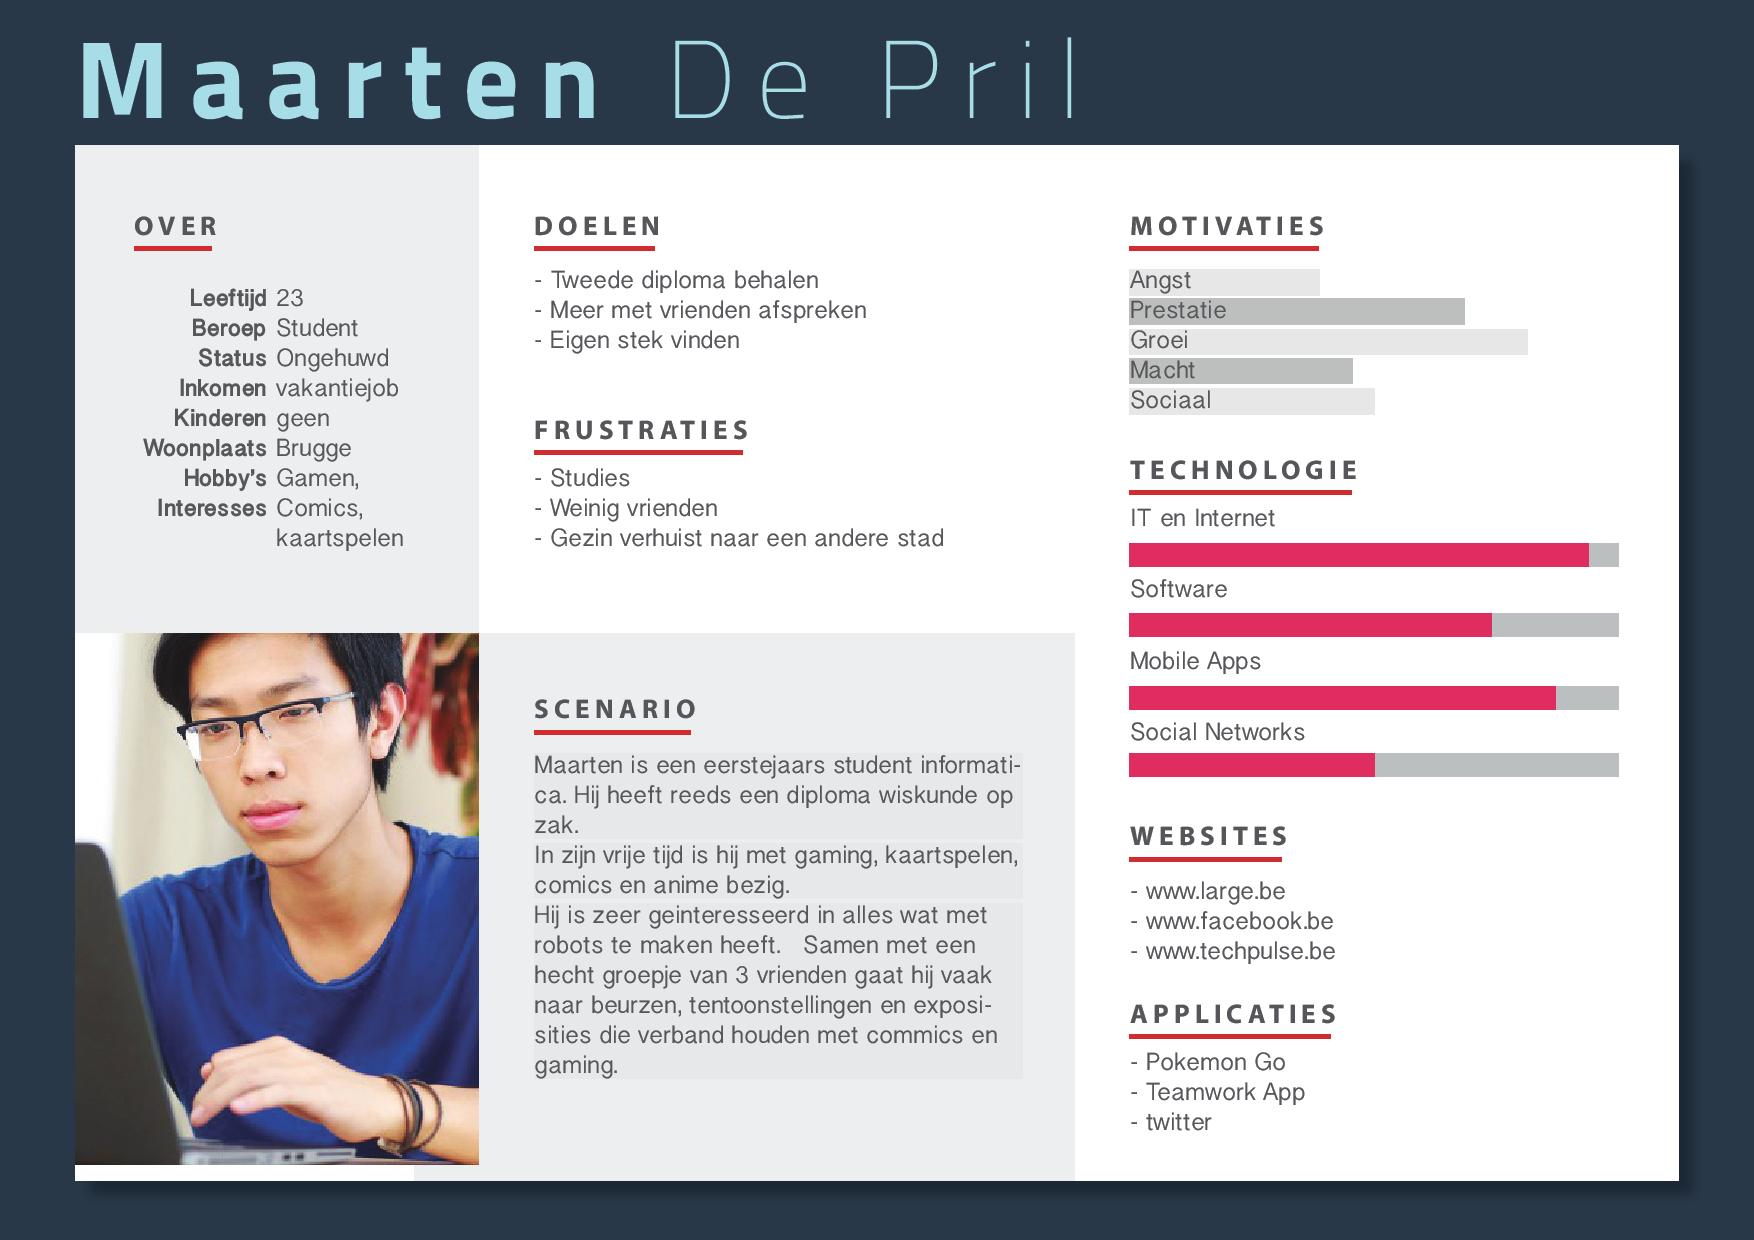 Maarten De Pril
OVER
Leeftijd 23
Beroep Student
Status Ongehuwd
Inkomen vakantiejob
Kinderen geen
Woonplaats Brugge
Hobby's Gamen,
Interesses Comics,
kaartspelen
DOELEN
- Tweede diploma behalen
- Meer met vrienden afspreken
- Eigen stek vinden
FRUSTRATIES
- Studies
- Weinig vrienden
- Gezin verhuist naar een andere stad
SCENARIO
Maarten is een eerstejaars student informati-
ca. Hij heeft reeds een diploma wiskunde op
zak.
In zijn vrije tijd is hij met gaming, kaartspelen,
comics en anime bezig.
Hij is zeer geinteresseerd in alles wat met
robots te maken heeft. Samen met een
hecht groepje van 3 vrienden gaat hij vaak
naar beurzen, tentoonstellingen en exposi-
sities die verband houden met commics en
gaming.
MOTIVATIES
Angst
Prestatie
Groei
Macht
Sociaal
TECHNOLOGIE
IT en Internet
Software
Mobile Apps
Social Networks
WEBSITES
- www.large.be
- www.facebook.be
- www.techpulse.be
APPLICATIES
- Pokemon Go
- Teamwork App
- twitter